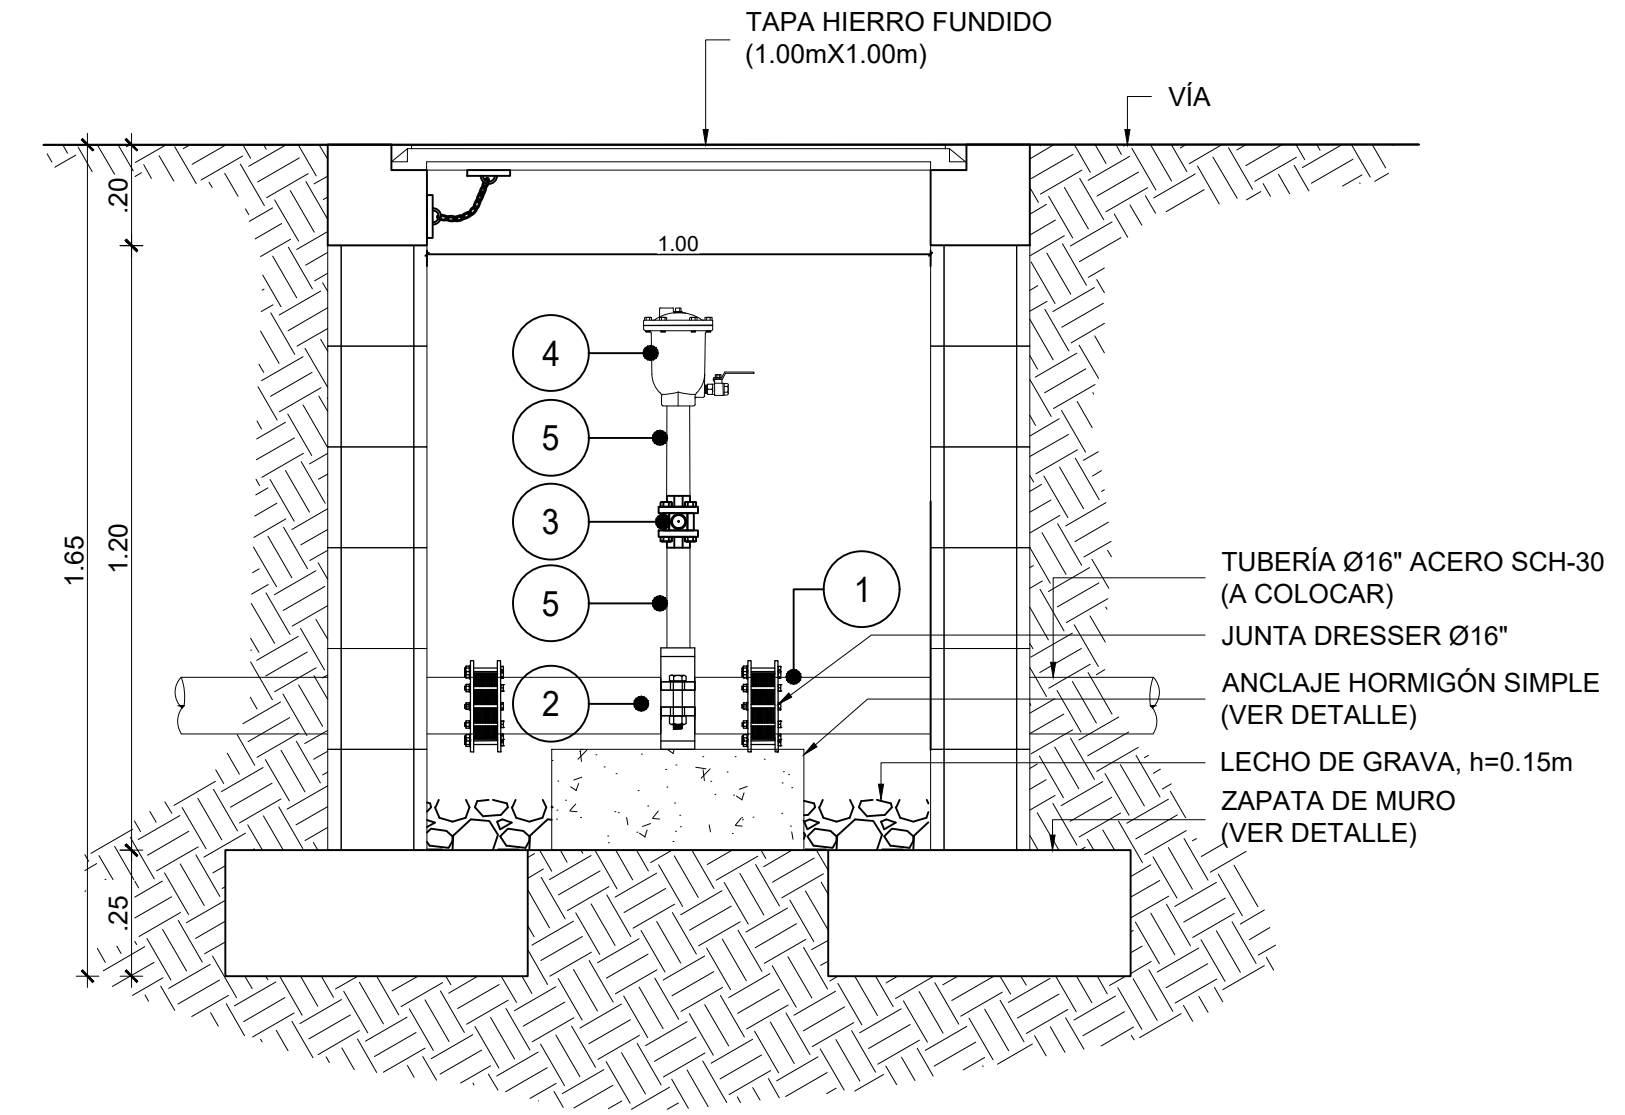 TAPA HIERRO FUNDIDO
(1.00mX1.00m)
VÍA
.20
1.00
4
5
3
1.65
1.20
5
1
2
TUBERÍA Ø16" ACERO SCH-30
(A COLOCAR)
JUNTA DRESSER Ø16"
ANCLAJE HORMIGÓN SIMPLE
(VER DETALLE)
LECHO DE GRAVA, h=0.15m
ZAPATA DE MURO
(VER DETALLE)
.25